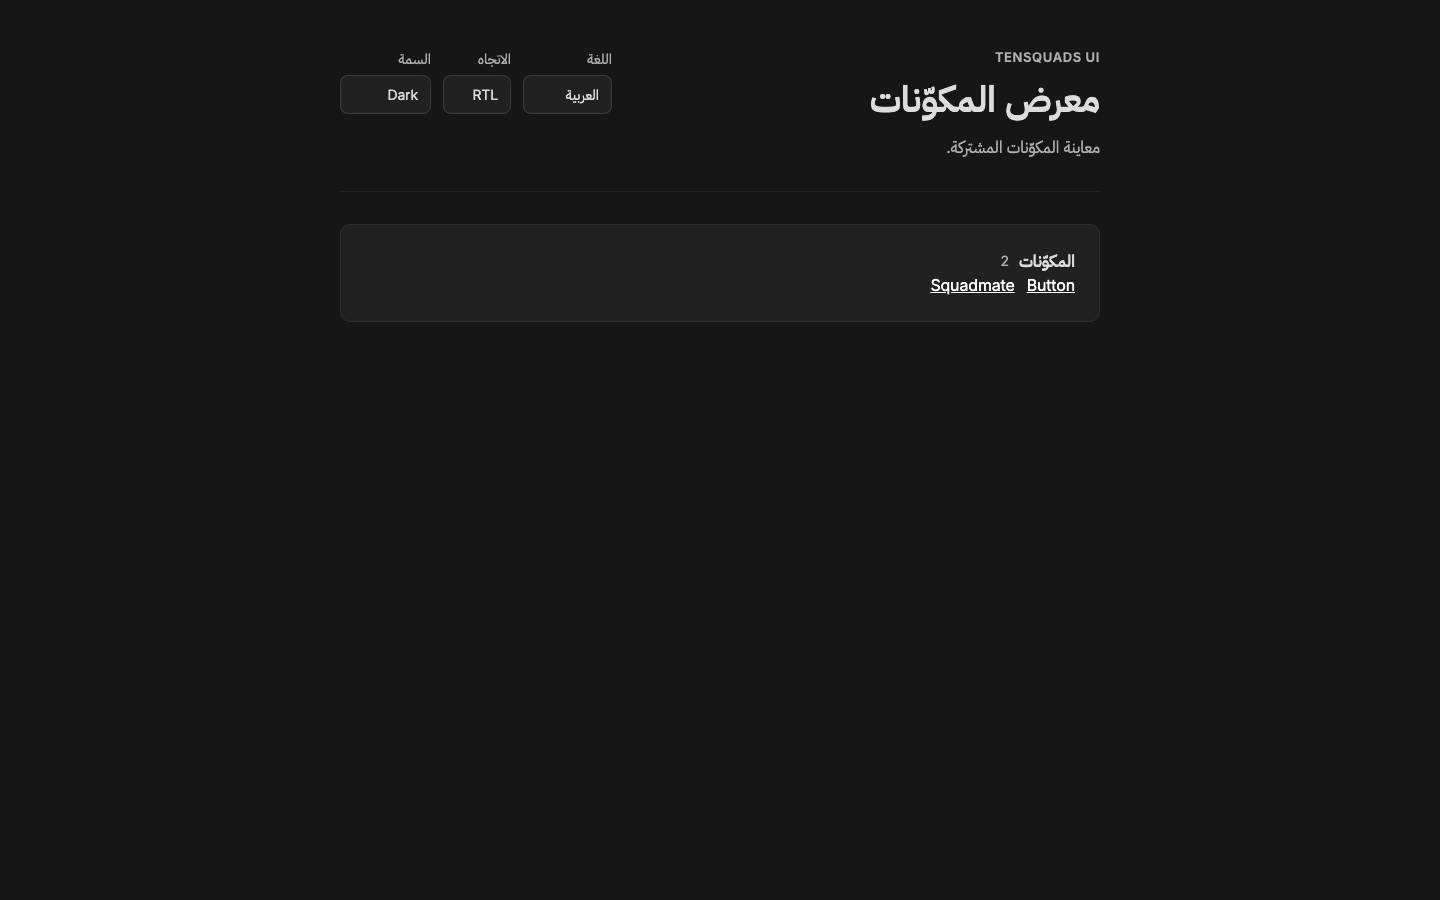 TENSQUADS UI
معرض المكوّنات
معاينة المكوّنات المشتركة.
اللغة
العربية
الاتجاه
RTL
السمة
Dark
المكوّنات 2
Button Squadmate